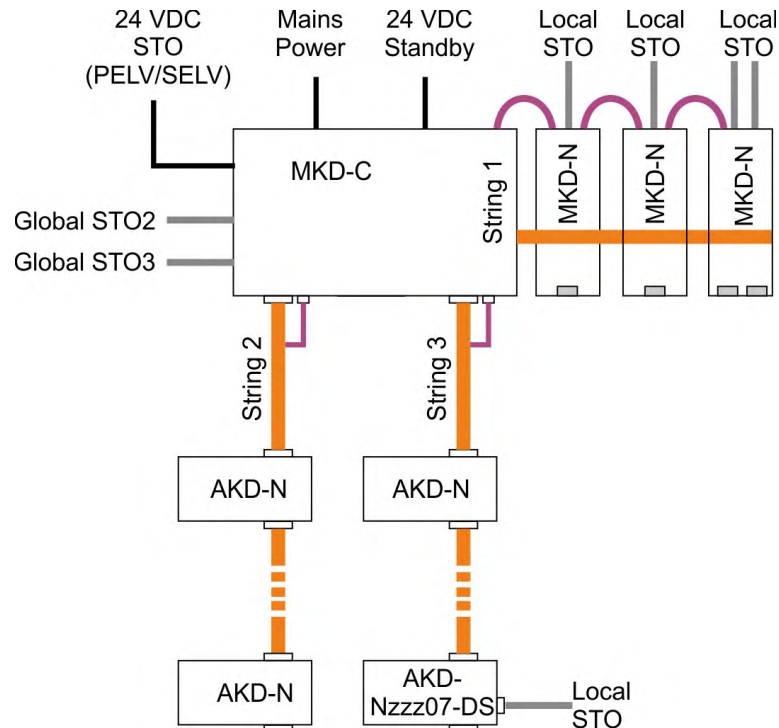 24 VDC
STO
(PELV/SELV)
Mains
Power
24 VDC
Standby
Local
STO
Local
STO
Local
STO
MKD-C
String 1
MKD-N
MKD-N
MKD-N
Global STO2
Global STO3
String 2
String 3
AKD-N
AKD-N
AKD-N
AKD-
Nzzz07-DS
Local
STO